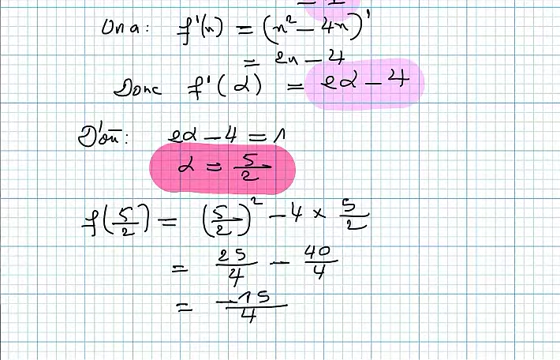 On a : f'(x) = (x² - 4x)'
= 2x - 4
Donc f'(α) = 2α - 4
D'où : 2α - 4 = 1
α = 5/2
f(5/2) = (5/2)² - 4 × 5/2
= 25/4 - 40/4
= -15/4